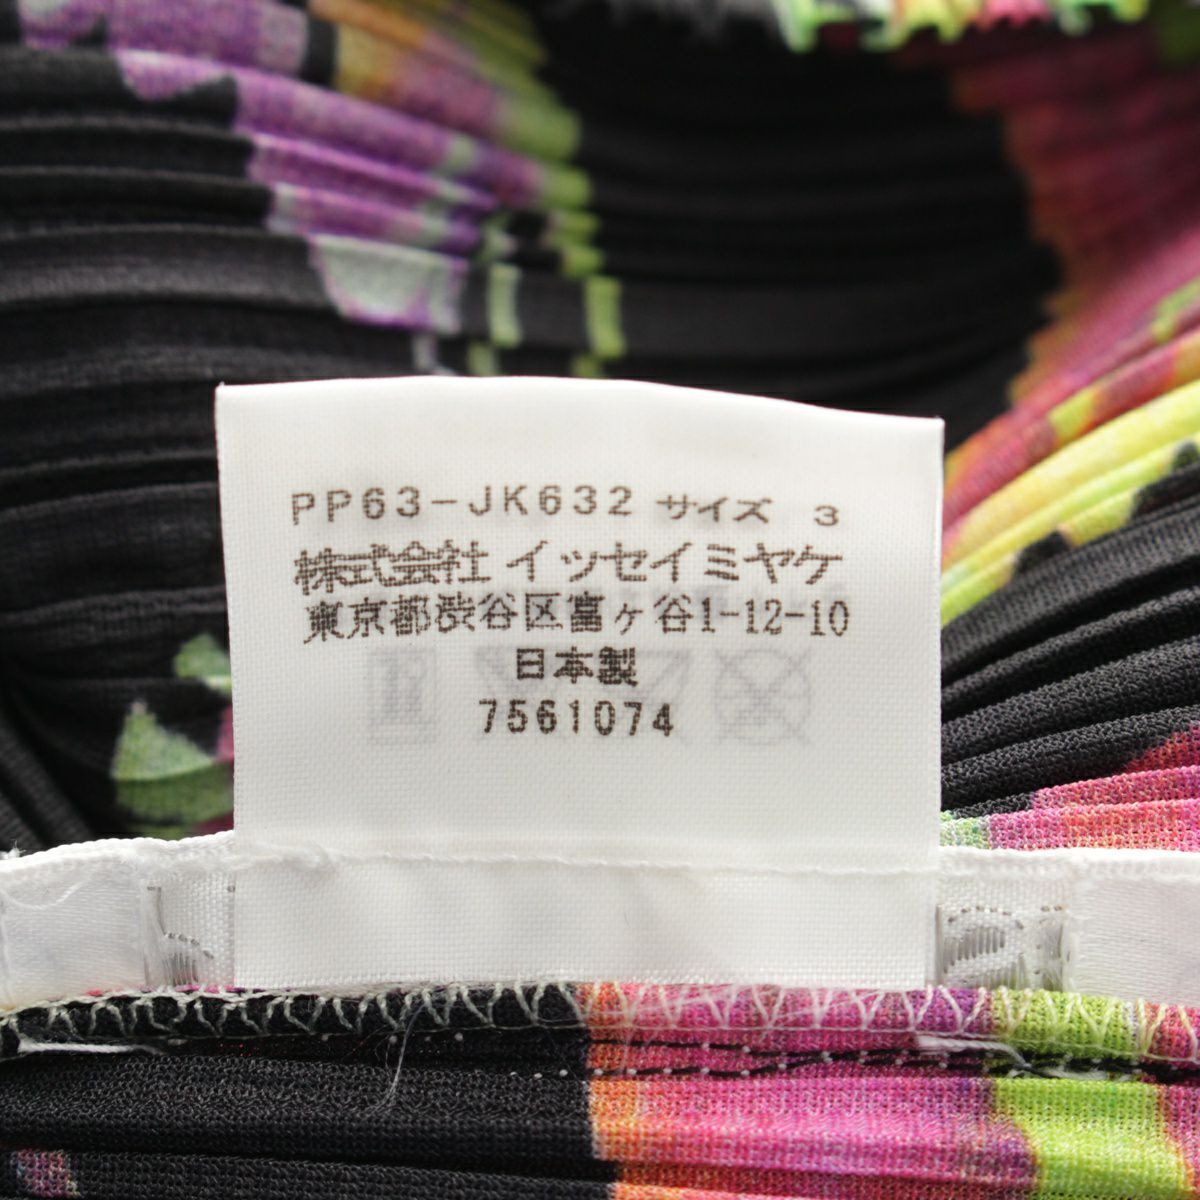 PP63-JK632 サイズ 3
株式会社 イッセイミヤケ
東京都渋谷区富ヶ谷1-12-10
日本製
7561074